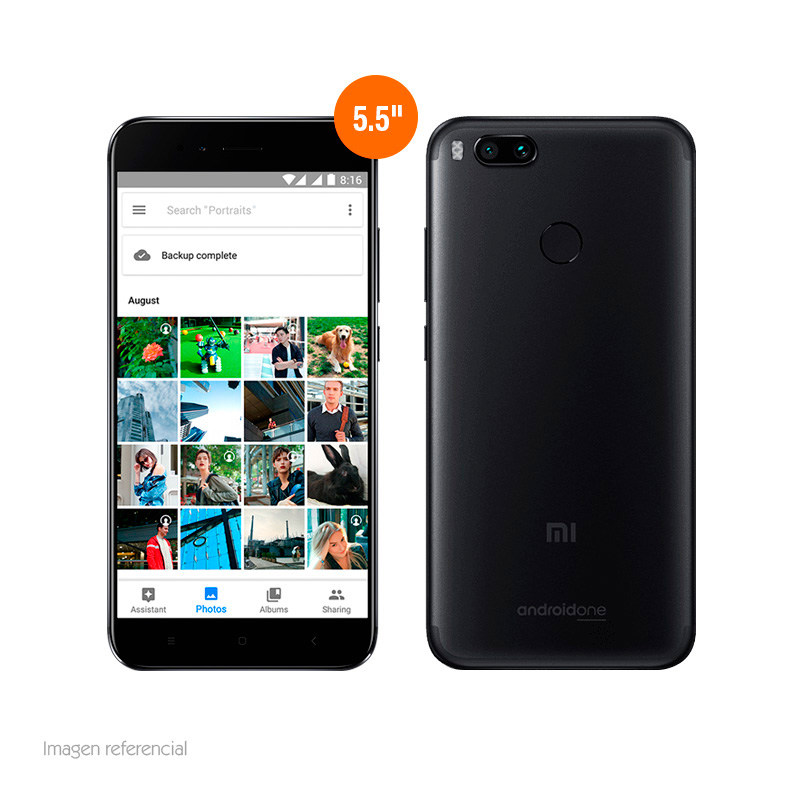 5.5"
8:16
Search "Portraits"
Backup complete
August
Assistant Photos Albums Sharing
mi
androidone
Imagen referencial